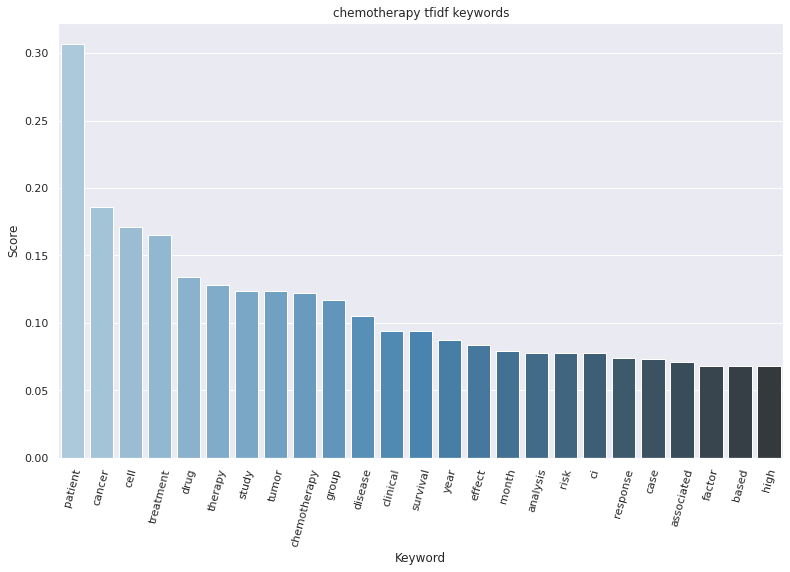 chemotherapy tfidf keywords
0.30
0.25
0.20
0.15
0.10
0.05
0.00
Score
patient
cancer
cell
treatment
drug
therapy
study
tumor
chemotherapy
group
disease
clinical
survival
year
effect
month
analysis
risk
ci
response
case
associated
factor
based
high
Keyword